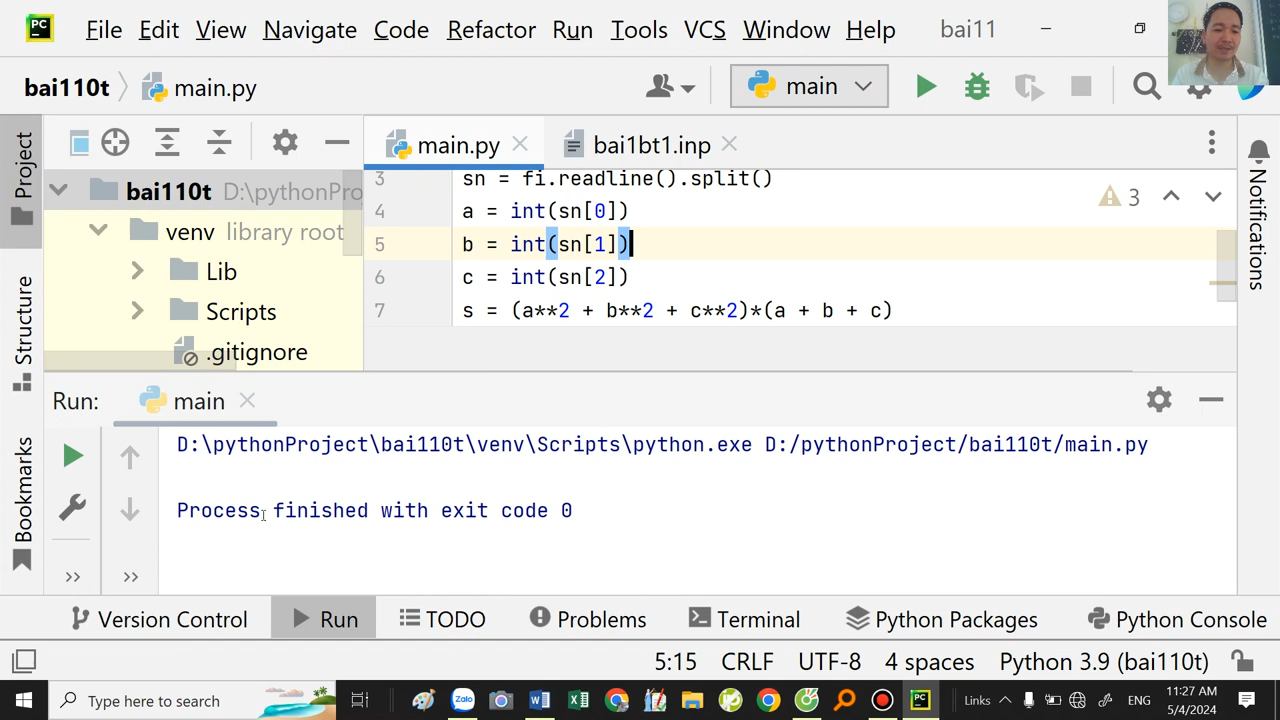 PC
File Edit View Navigate Code Refactor Run Tools VCS Window Help bai11
bai110t main.py
main
Project
main.py bai1bt1.inp
Notifications
bai110t D:\pythonPro
venv library root
Lib
Scripts
.gitignore
3 sn = fi.readline().split()
4 a = int(sn[0])
5 b = int(sn[1])
6 c = int(sn[2])
7 s = (a**2 + b**2 + c**2)*(a + b + c)
3
Structure
Bookmarks
Run: main
D:\pythonProject\bai110t\venv\Scripts\python.exe D:/pythonProject/bai110t/main.py
Process finished with exit code 0
Version Control Run TODO Problems Terminal Python Packages Python Console
5:15 CRLF UTF-8 4 spaces Python 3.9 (bai110t)
Type here to search
Zalo
Links
ENG
11:27 AM
5/4/2024